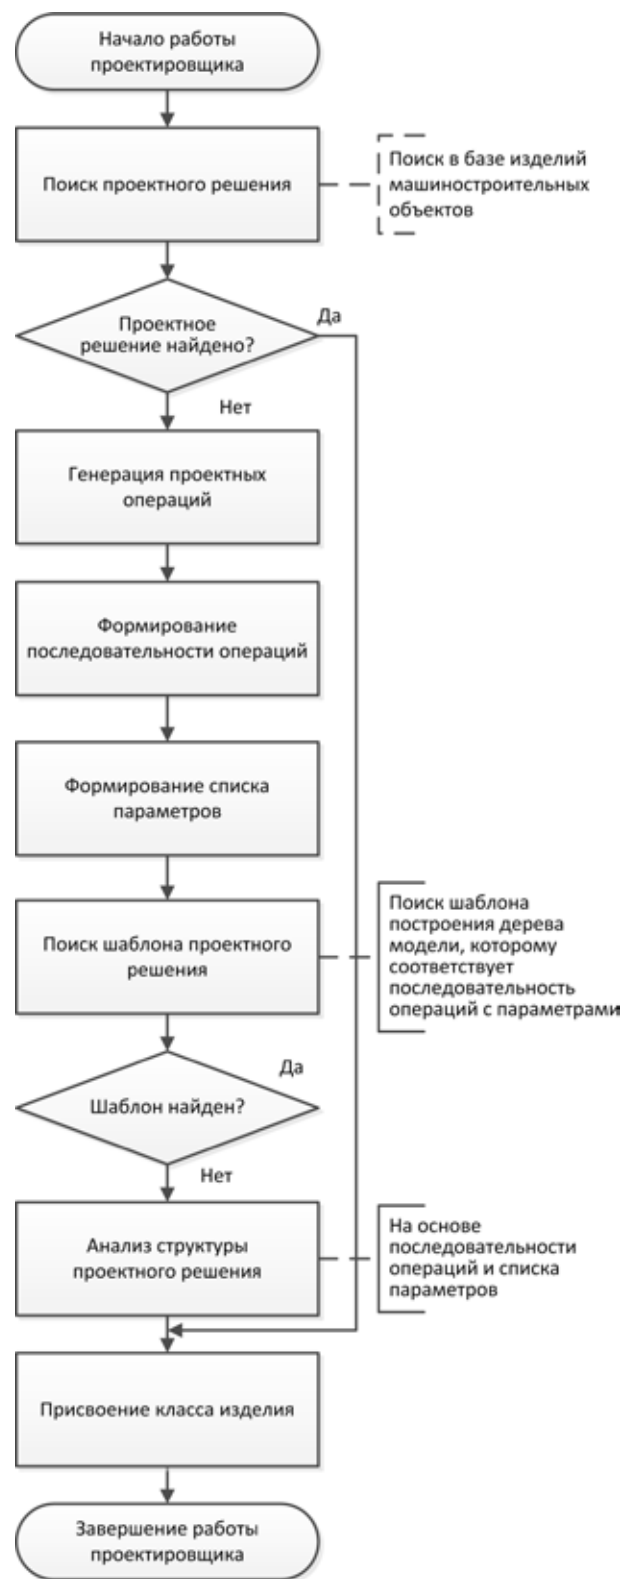 Начало работы
проектировщика
Поиск проектного решения
Поиск в базе изделий
машиностроительных
объектов
Проектное
решение найдено?
Да
Нет
Генерация проектных
операций
Формирование
последовательности операций
Формирование списка
параметров
Поиск шаблона проектного
решения
Поиск шаблона
построения дерева
модели, которому
соответствует
последовательность
операций с параметрами
Да
Шаблон найден?
Нет
Анализ структуры
проектного решения
На основе
последовательности
операций и списка
параметров
Присвоение класса изделия
Завершение работы
проектировщика